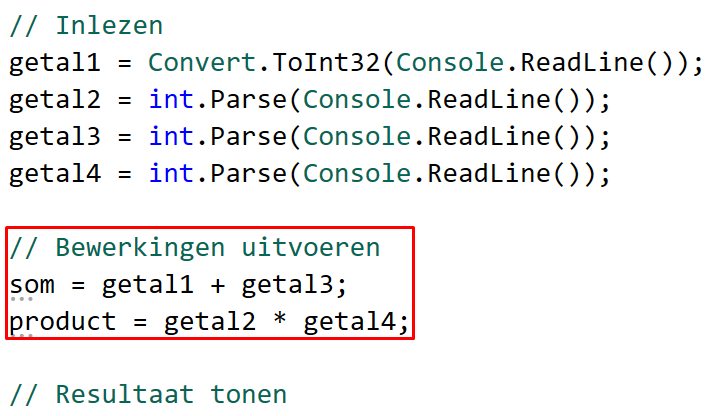 // Inlezen
getal1 = Convert.ToInt32(Console.ReadLine());
getal2 = int.Parse(Console.ReadLine());
getal3 = int.Parse(Console.ReadLine());
getal4 = int.Parse(Console.ReadLine());
// Bewerkingen uitvoeren
som = getal1 + getal3;
product = getal2 * getal4;
// Resultaat tonen